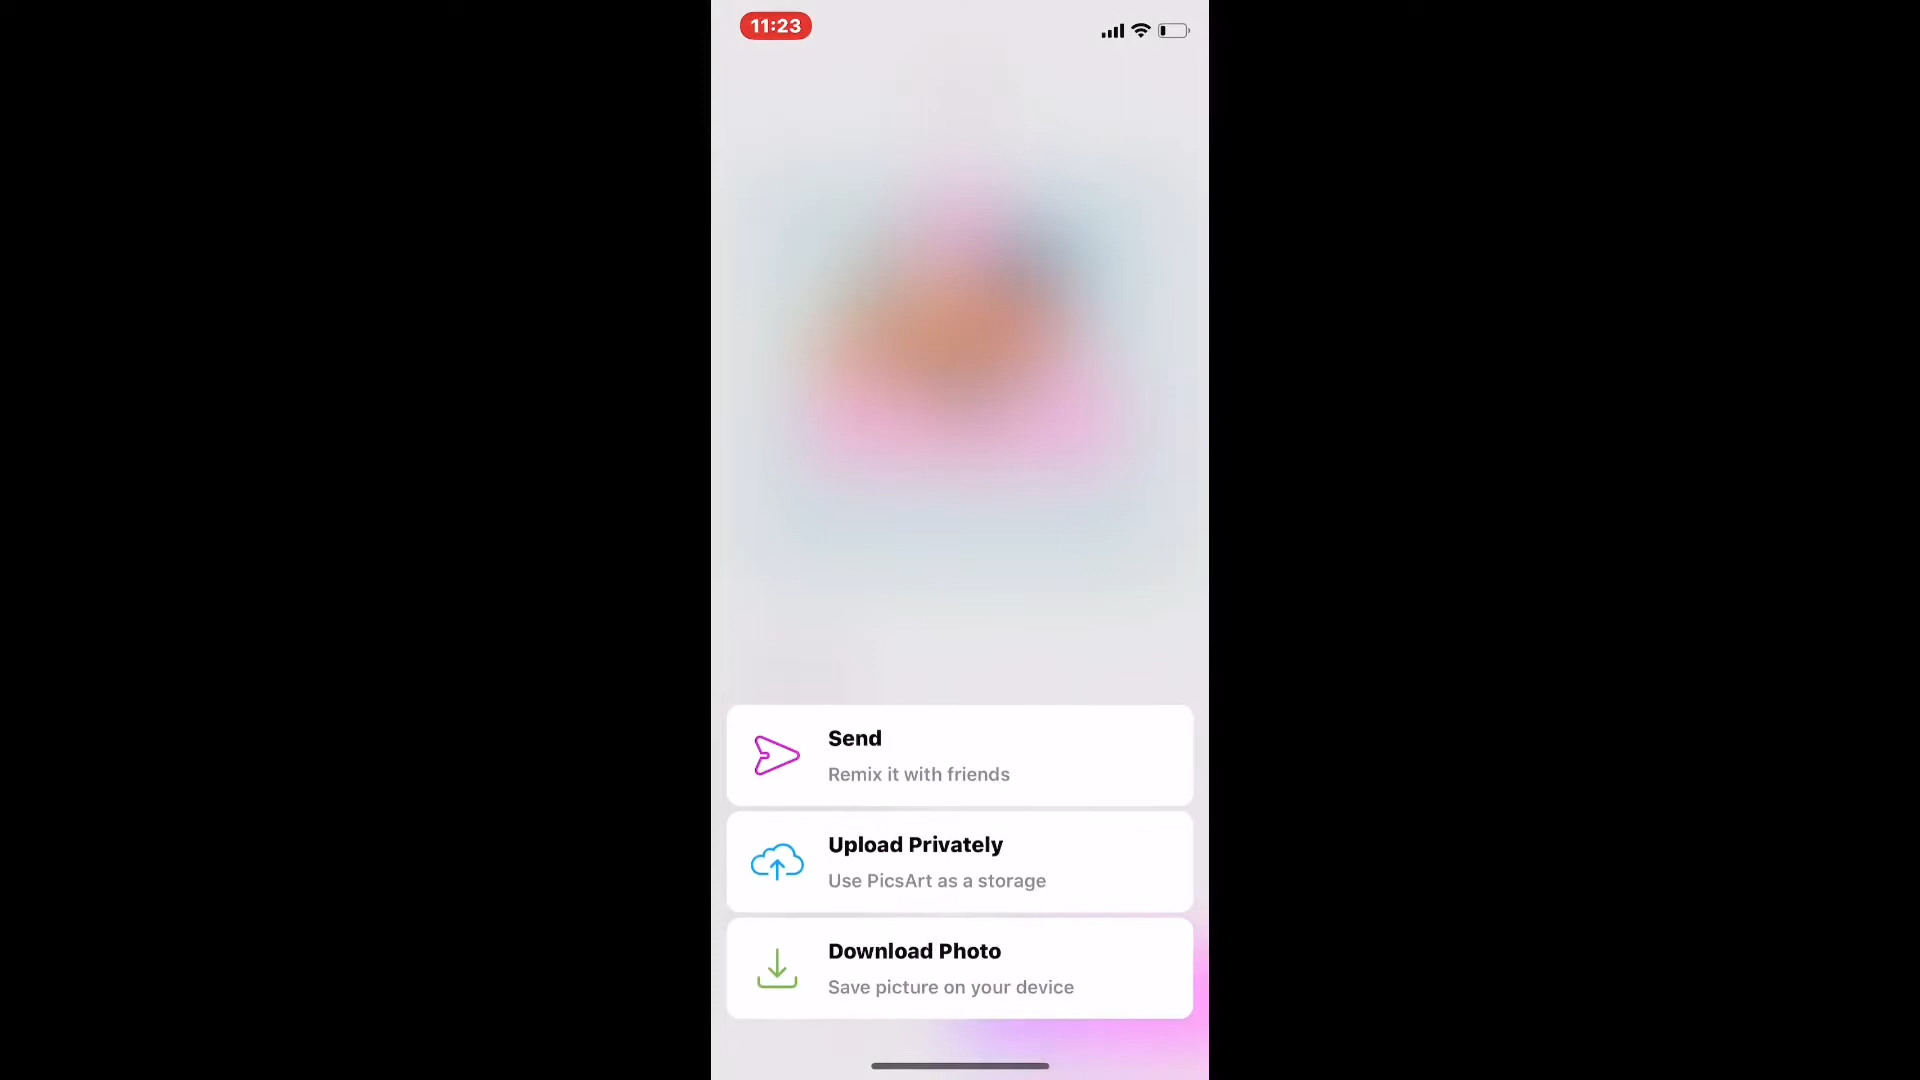 11:23
Send
Remix it with friends
Upload Privately
Use PicsArt as a storage
Download Photo
Save picture on your device